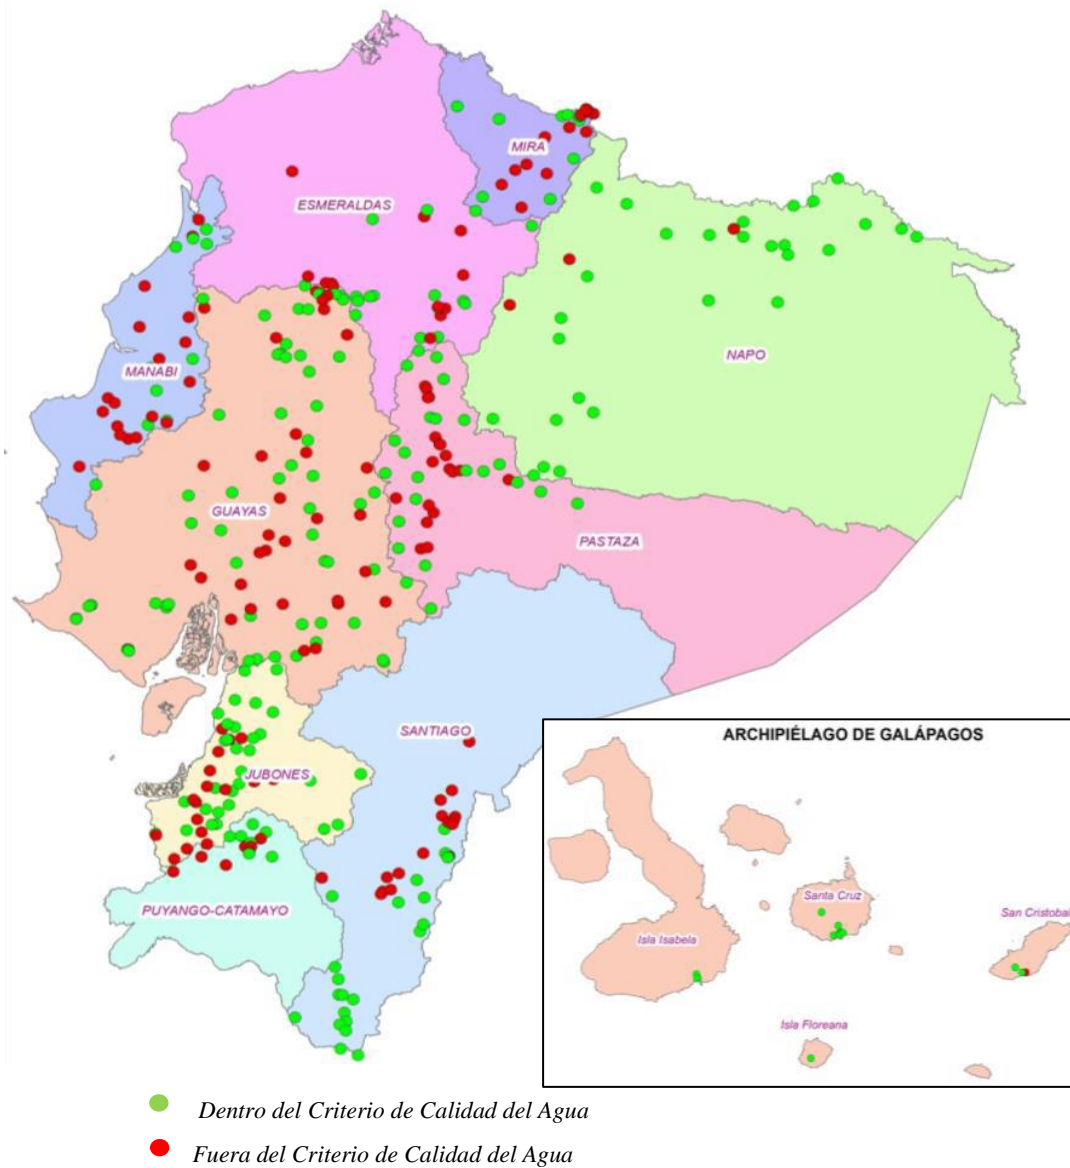 MIRA
ESMERALDAS
NAPO
MANABI
GUAYAS
PASTAZA
SANTIAGO
JUBONES
PUYANGO-CATAMAYO
ARCHIPIÉLAGO DE GALÁPAGOS
Santa Cruz
San Cristobal
Isla Isabela
Isla Floreana
Dentro del Criterio de Calidad del Agua
Fuera del Criterio de Calidad del Agua